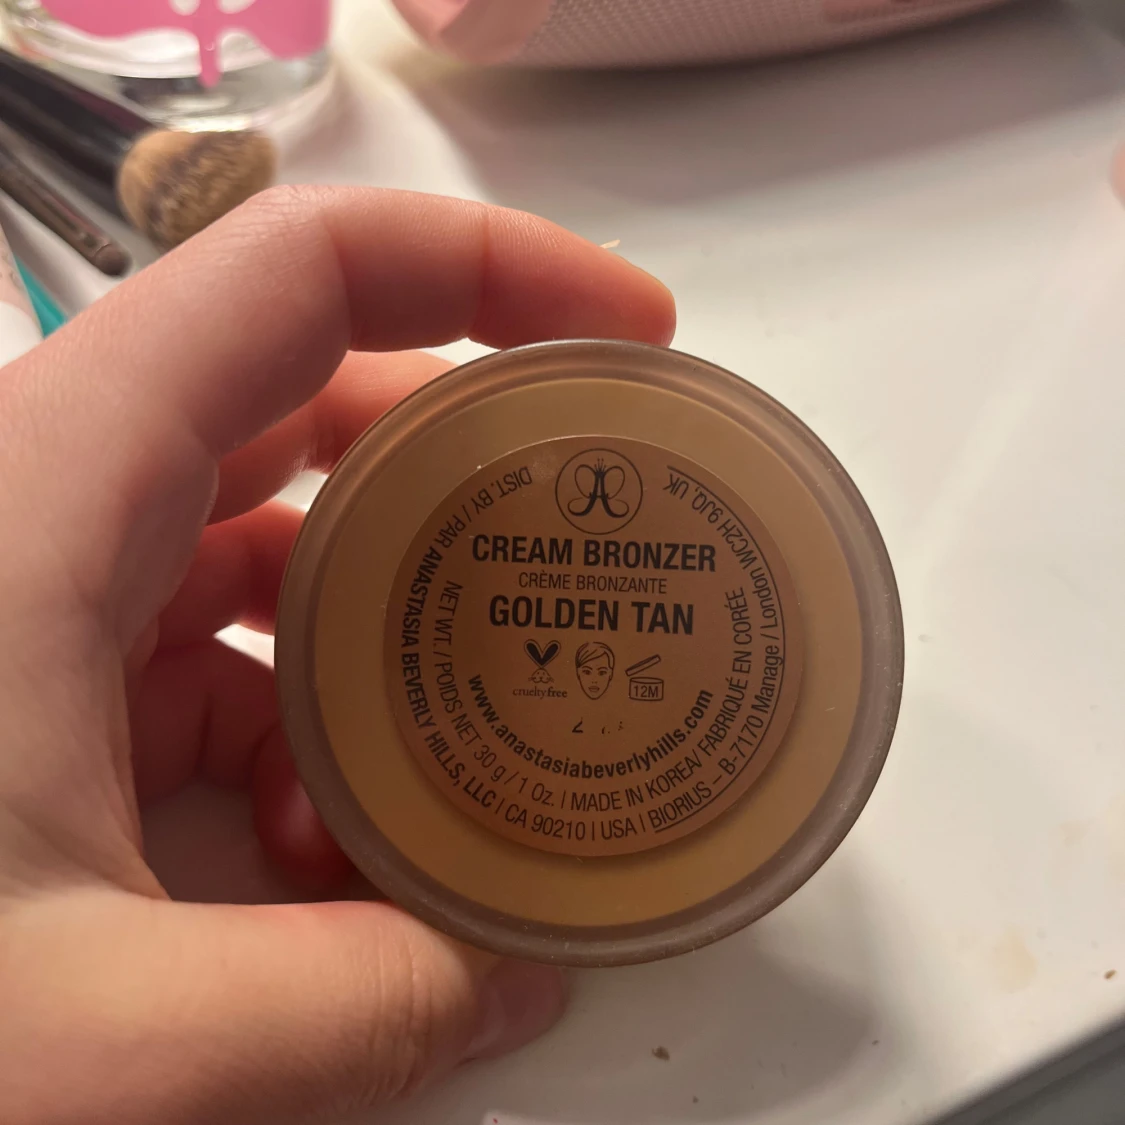 CREAM BRONZER
CRÈME BRONZANTE
GOLDEN TAN
crueltyfree
12M
www.anastasiabeverlyhills.com
NET WT. / POIDS NET 30 g / 1 Oz. | MADE IN KOREA/ FABRIQUÉ EN CORÉE
DIST. BY / PAR ANASTASIA BEVERLY HILLS, LLC | CA 90210 | USA | BIORIUS – B-7170 Manage / London WC2H 9JQ, UK